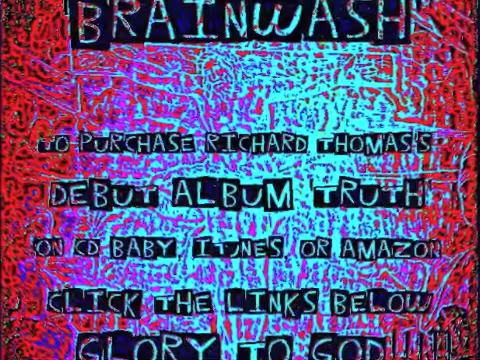 BRAINWASH
TO PURCHASE RICHARD THOMAS'S
DEBUT ALBUM "TRUTH"
ON CD BABY, ITUNES, OR AMAZON
CLICK THE LINKS BELOW
GLORY TO GOD!!!